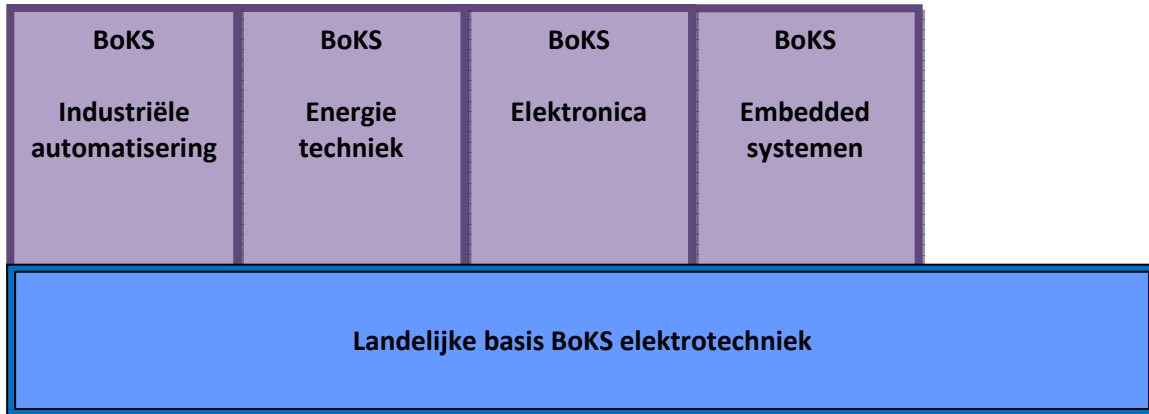 BoKS
Industriële
automatisering
BoKS
Energie
techniek
BoKS
Elektronica
BoKS
Embedded
systemen
Landelijke basis BoKS elektrotechniek